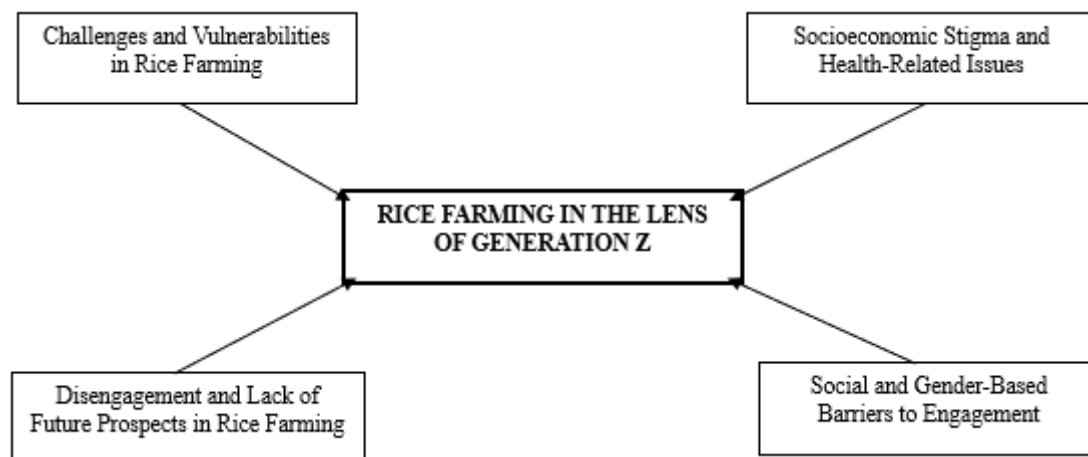 Challenges and Vulnerabilities
in Rice Farming
Socioeconomic Stigma and
Health-Related Issues
RICE FARMING IN THE LENS
OF GENERATION Z
Disengagement and Lack of
Future Prospects in Rice Farming
Social and Gender-Based
Barriers to Engagement